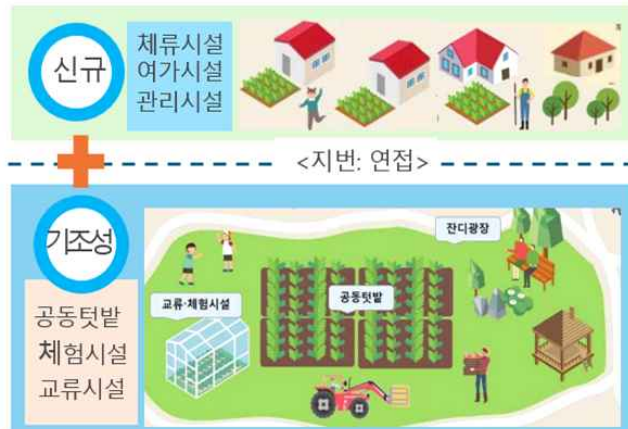 신규
체류시설
여가시설
관리시설
<지번: 연접>
기조성
공동텃밭
체험시설
교류시설
잔디광장
교류·체험시설
공동텃밭